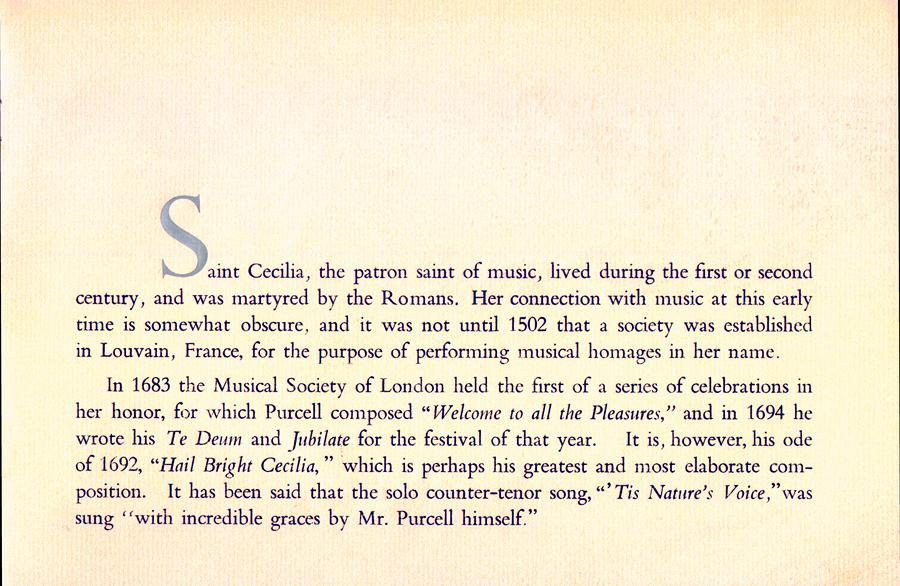 Saint Cecilia, the patron saint of music, lived during the first or second
century, and was martyred by the Romans. Her connection with music at this early
time is somewhat obscure, and it was not until 1502 that a society was established
in Louvain, France, for the purpose of performing musical homages in her name.
In 1683 the Musical Society of London held the first of a series of celebrations in
her honor, for which Purcell composed “Welcome to all the Pleasures,” and in 1694 he
wrote his Te Deum and Jubilate for the festival of that year. It is, however, his ode
of 1692, “Hail Bright Cecilia, ” which is perhaps his greatest and most elaborate com-
position. It has been said that the solo counter-tenor song, “’Tis Nature’s Voice,”was
sung “with incredible graces by Mr. Purcell himself.”